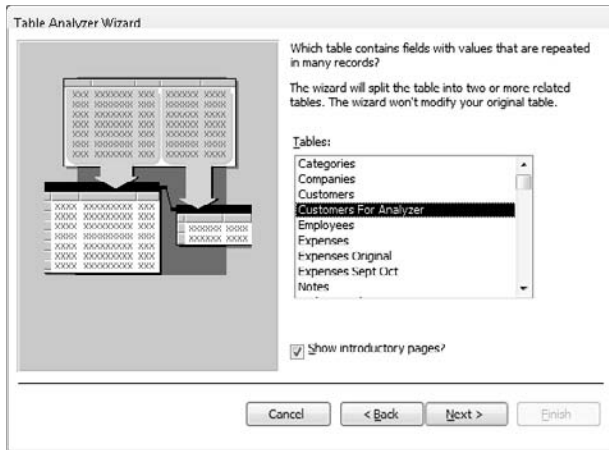 Table Analyzer Wizard
Which table contains fields with values that are repeated
in many records?
The wizard will split the table into two or more related
tables. The wizard won't modify your original table.
Tables:
Categories
Companies
Customers
Customers For Analyzer
Employees
Expenses
Expenses Original
Expenses Sept Oct
Notes
Show introductory pages?
Cancel
< Back
Next >
Finish